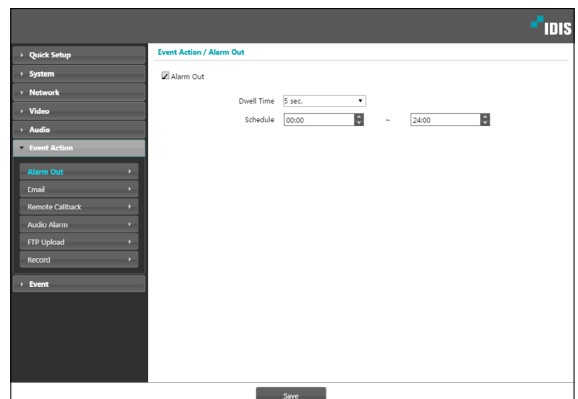 IDIS
Quick Setup
System
Network
Video
Audio
Event Action
Alarm Out
Email
Remote Callback
Audio Alarm
FTP Upload
Record
Event
Event Action / Alarm Out
Alarm Out
Dwell Time 5 sec.
Schedule 00:00 ~ 24:00
Save